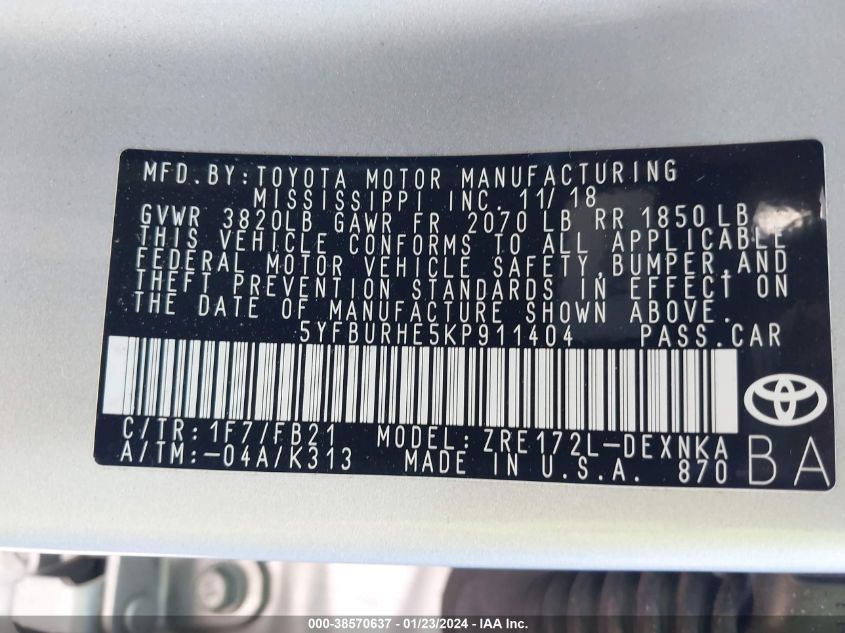 MFD. BY: TOYOTA MOTOR MANUFACTURING
MISSISSIPPI INC. 11/18
GVWR 3820LB GAWR FR 2070 LB RR 1850 LB
THIS VEHICLE CONFORMS TO ALL APPLICABLE
FEDERAL MOTOR VEHICLE SAFETY, BUMPER, AND
THEFT PREVENTION STANDARDS IN EFFECT ON
THE DATE OF MANUFACTURE SHOWN ABOVE.
5YFBURHE5KP911404 PASS. CAR
C/TR: 1F7/FB21 MODEL: ZRE172L-DEXNKA
A/TM: -04A/K313 MADE IN U.S.A. 870
BA
000-38570637 - 01/23/2024 - IAA Inc.